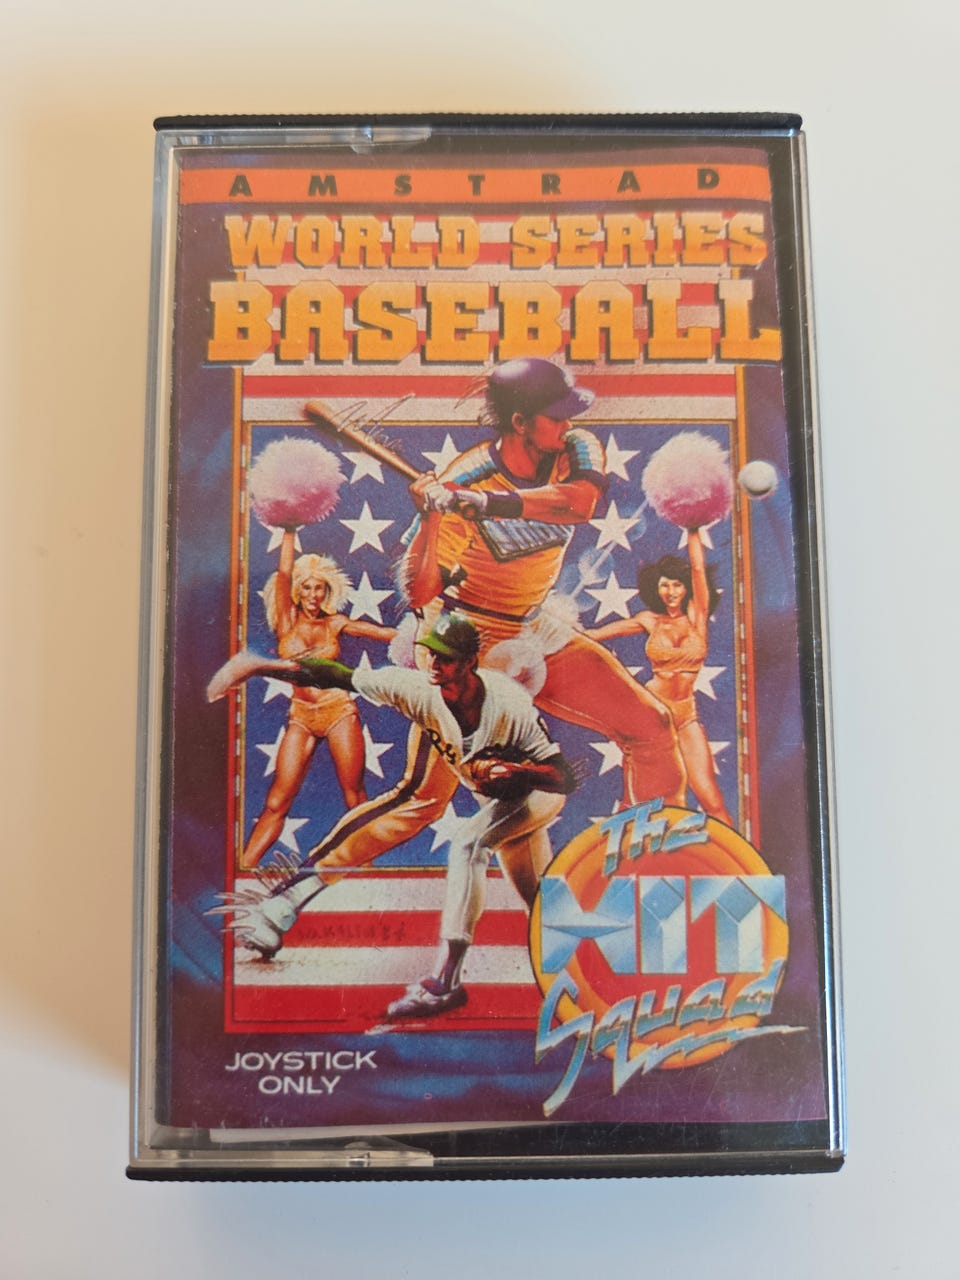 AMSTRAD
WORLD SERIES
BASEBALL
The
HIT
Squad
JOYSTICK
ONLY